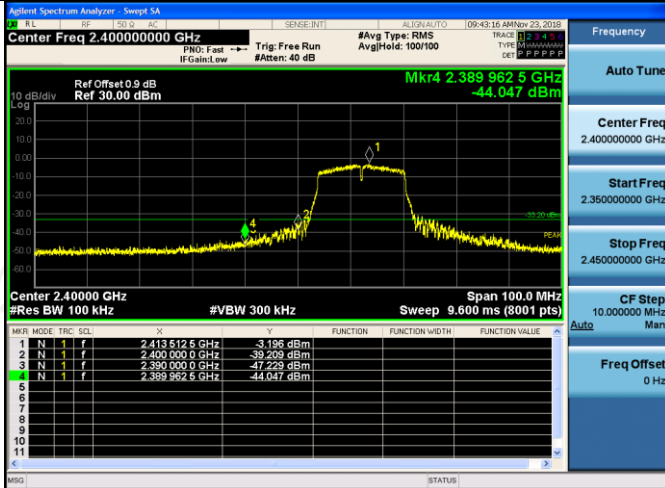 Agilent Spectrum Analyzer - Swept SA
RL RF 50 Ω AC SENSE:INT ALIGN AUTO 09:43:16 AM Nov 23, 2018
Center Freq 2.400000000 GHz
PNO: Fast
IFGain:Low
Trig: Free Run
#Atten: 40 dB
#Avg Type: RMS
Avg|Hold: 100/100
TRACE 1 2 3 4 5 6
TYPE M
DET P P P P P P
Frequency
Auto Tune
Center Freq
2.400000000 GHz
Start Freq
2.350000000 GHz
Stop Freq
2.450000000 GHz
CF Step
10.000000 MHz
Auto Man
Freq Offset
0 Hz
Mkr4 2.389 962 5 GHz
-44.047 dBm
Ref Offset 0.9 dB
10 dB/div Ref 30.00 dBm
Log
20.0
10.0
0.00
-10.0
-20.0
-30.0
-40.0
-50.0
-60.0
1
2
4
-33.20 dBm
PEAK
Center 2.40000 GHz Span 100.0 MHz
#Res BW 100 kHz #VBW 300 kHz Sweep 9.600 ms (8001 pts)
MKR MODE TRC SCL X Y FUNCTION FUNCTION WIDTH FUNCTION VALUE
1 N 1 f 2.413 512 5 GHz -3.196 dBm
2 N 1 f 2.400 000 0 GHz -39.209 dBm
3 N 1 f 2.390 000 0 GHz -47.229 dBm
4 N 1 f 2.389 962 5 GHz -44.047 dBm
5
6
7
8
9
10
11
MSG STATUS